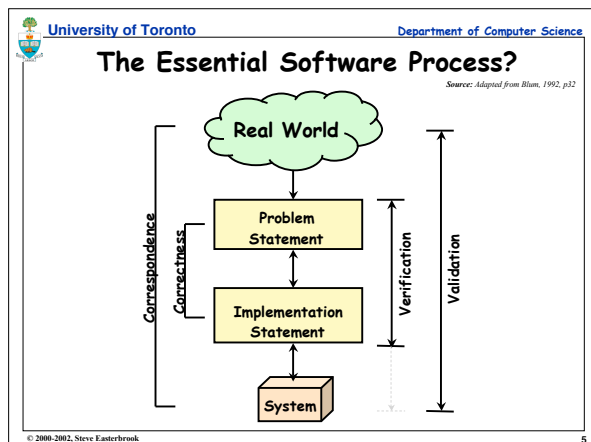 University of Toronto
Department of Computer Science
The Essential Software Process?
Source: Adapted from Blum, 1992, p32
Real World
Problem
Statement
Implementation
Statement
System
Correspondence
Correctness
Verification
Validation
© 2000-2002, Steve Easterbrook
5